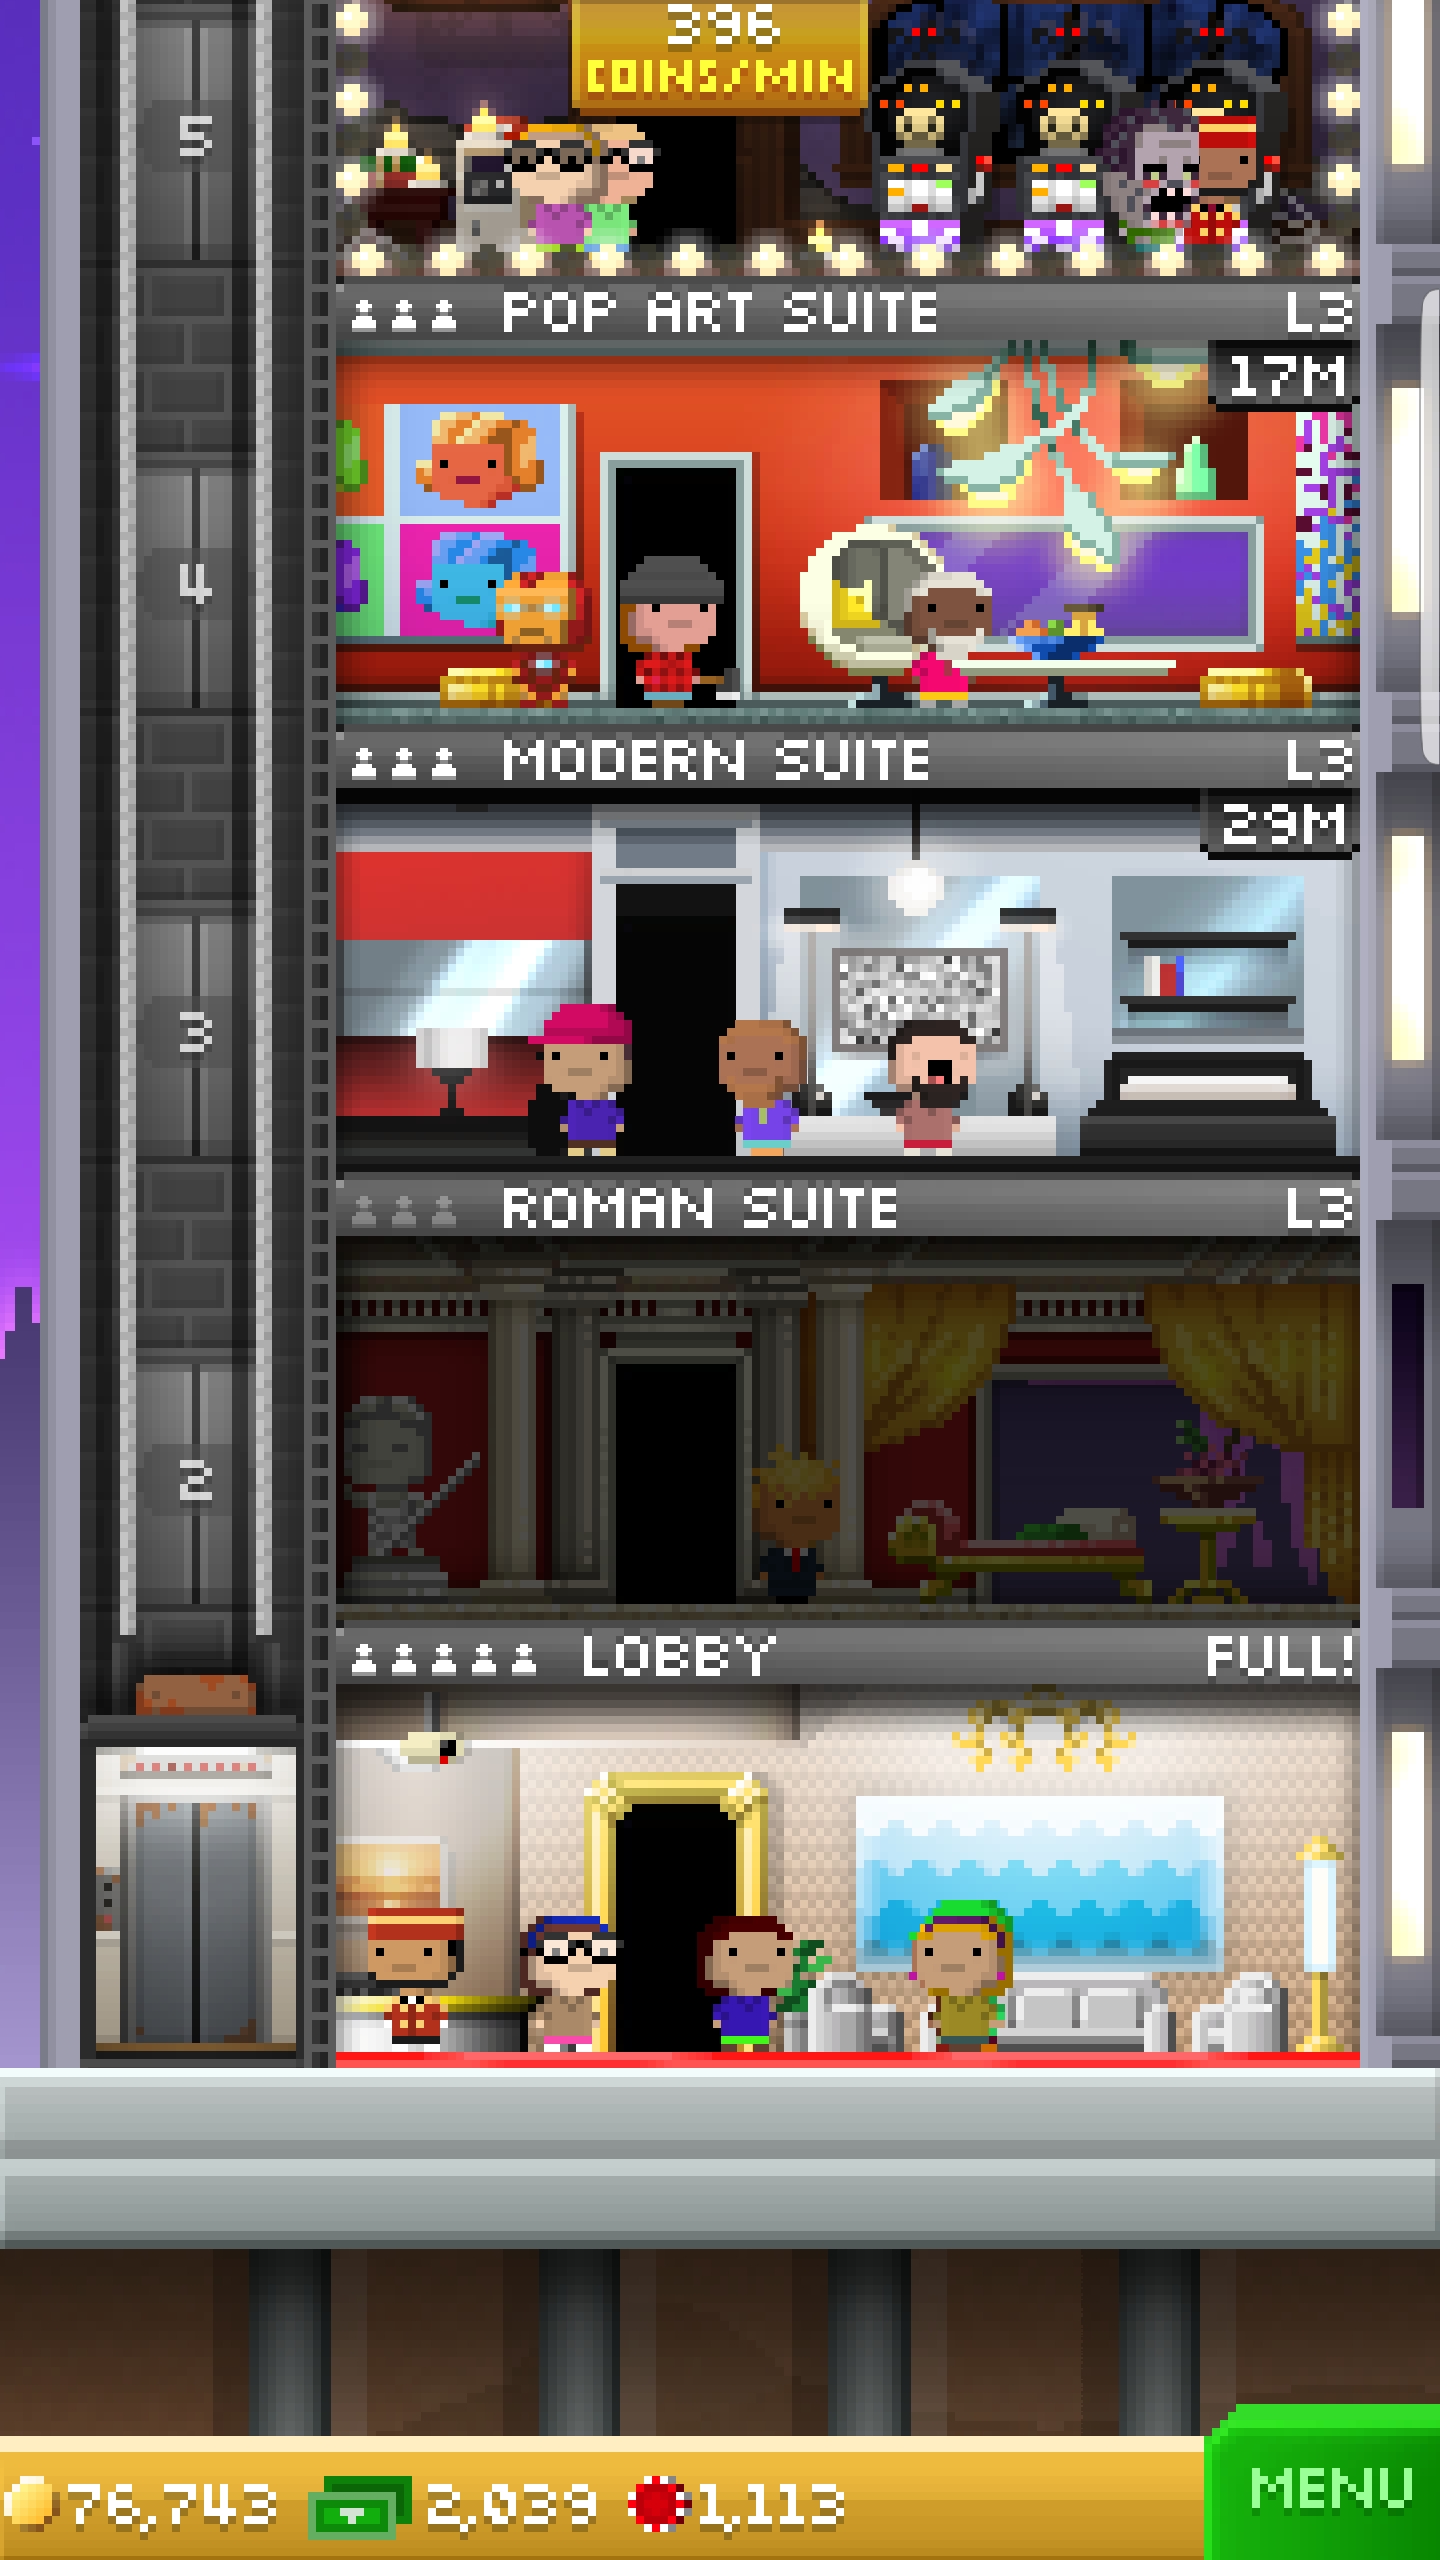 396
COINS/MIN
5
POP ART SUITE L3
17M
4
MODERN SUITE L3
29M
3
ROMAN SUITE L3
2
LOBBY FULL!
76,743 2,039 1,113 MENU